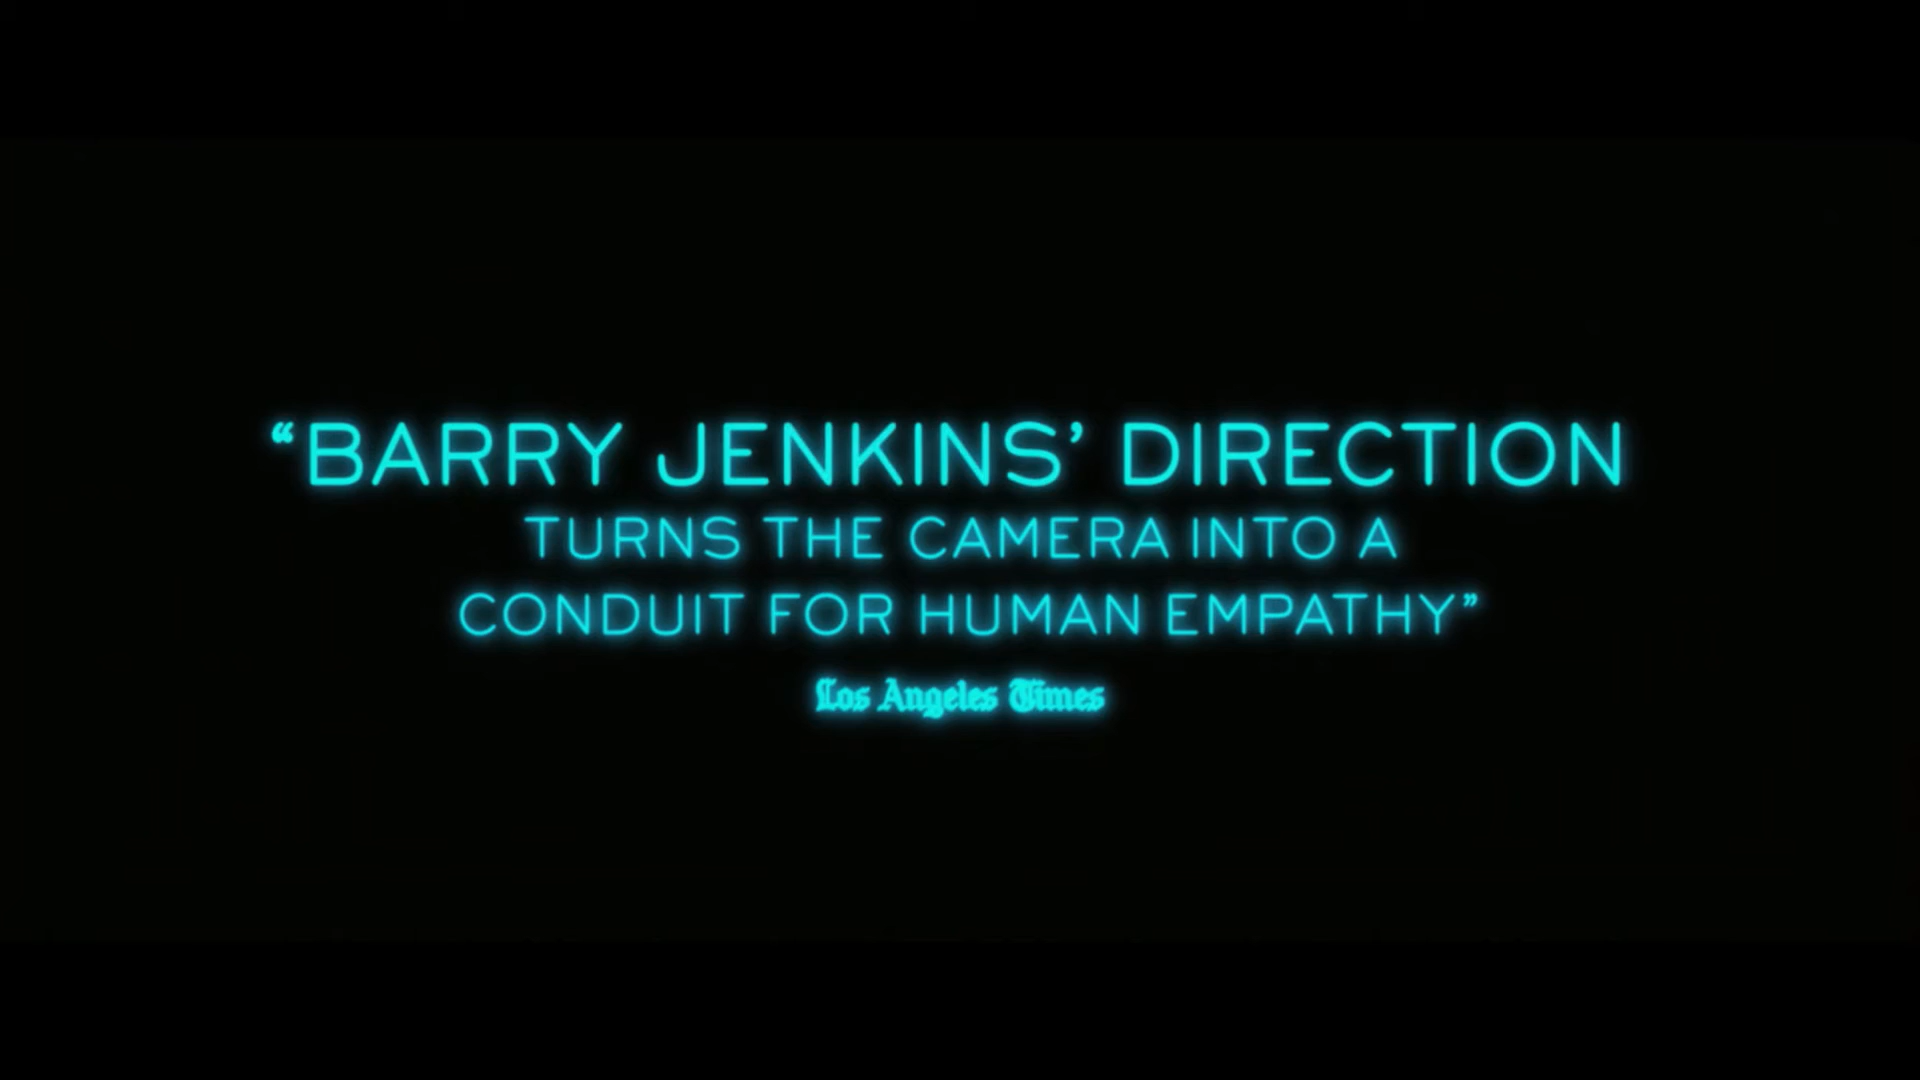 “BARRY JENKINS’ DIRECTION
TURNS THE CAMERA INTO A
CONDUIT FOR HUMAN EMPATHY”
Los Angeles Times